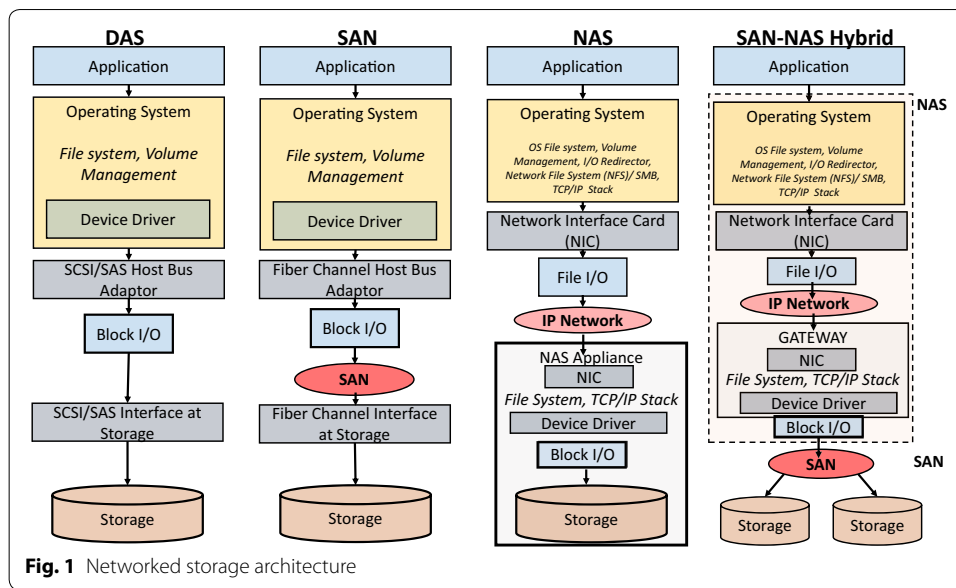 DAS
Application
Operating System
File system, Volume
Management
Device Driver
SCSI/SAS Host Bus
Adaptor
Block I/O
SCSI/SAS Interface at
Storage
Storage
SAN
Application
Operating System
File system, Volume
Management
Device Driver
Fiber Channel Host Bus
Adaptor
Block I/O
SAN
Fiber Channel Interface
at Storage
Storage
NAS
Application
Operating System
OS File system, Volume
Management, I/O Redirector,
Network File System (NFS)/ SMB,
TCP/IP Stack
Network Interface Card
(NIC)
File I/O
IP Network
NAS Appliance
NIC
File System, TCP/IP Stack
Device Driver
Block I/O
Storage
SAN-NAS Hybrid
Application
NAS
Operating System
OS File system, Volume
Management, I/O Redirector,
Network File System (NFS)/ SMB,
TCP/IP Stack
Network Interface Card
(NIC)
File I/O
IP Network
GATEWAY
NIC
File System, TCP/IP Stack
Device Driver
Block I/O
SAN
SAN
Storage
Storage
Fig. 1 Networked storage architecture